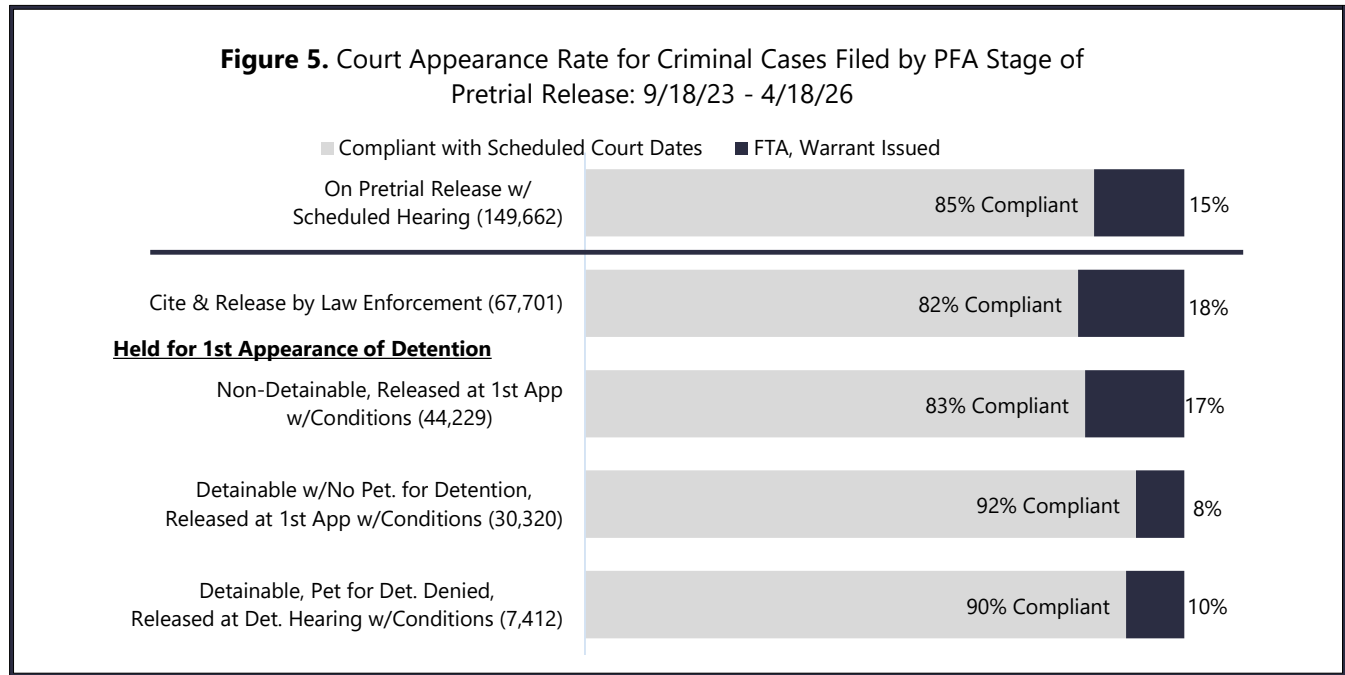 Figure 5. Court Appearance Rate for Criminal Cases Filed by PFA Stage of
Pretrial Release: 9/18/23 - 4/18/26
Compliant with Scheduled Court Dates FTA, Warrant Issued
On Pretrial Release w/
Scheduled Hearing (149,662)
85% Compliant
15%
Cite & Release by Law Enforcement (67,701)
82% Compliant
18%
Held for 1st Appearance of Detention
Non-Detainable, Released at 1st App
w/Conditions (44,229)
83% Compliant
17%
Detainable w/No Pet. for Detention,
Released at 1st App w/Conditions (30,320)
92% Compliant
8%
Detainable, Pet for Det. Denied,
Released at Det. Hearing w/Conditions (7,412)
90% Compliant
10%